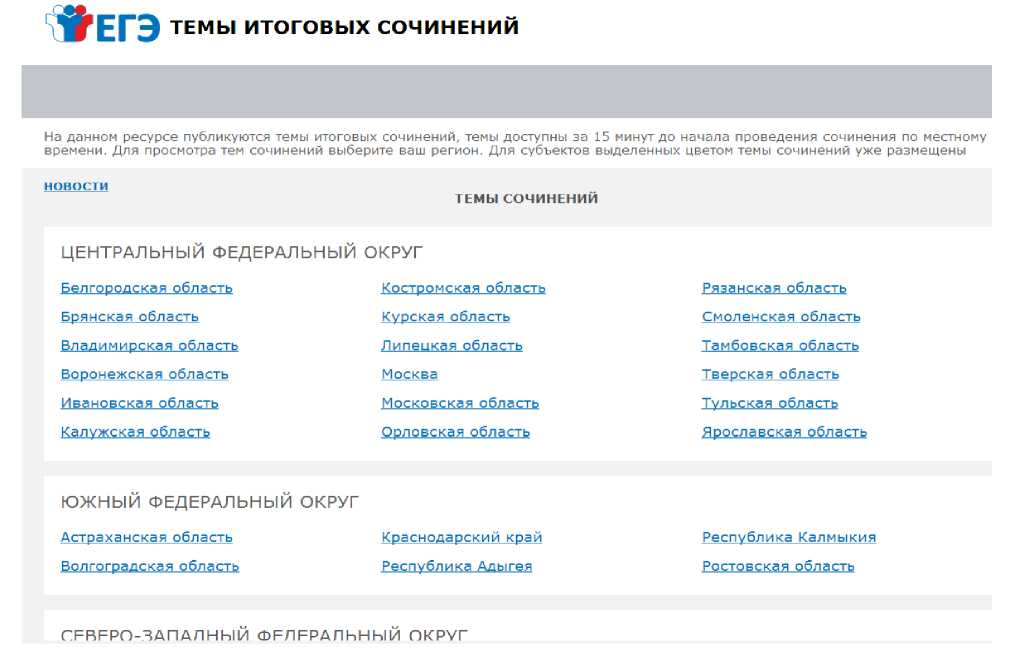 ЕГЭ ТЕМЫ ИТОГОВЫХ СОЧИНЕНИЙ
На данном ресурсе публикуются темы итоговых сочинений, темы доступны за 15 минут до начала проведения сочинения по местному
времени. Для просмотра тем сочинений выберите ваш регион. Для субъектов выделенных цветом темы сочинений уже размещены
НОВОСТИ
ТЕМЫ СОЧИНЕНИЙ
ЦЕНТРАЛЬНЫЙ ФЕДЕРАЛЬНЫЙ ОКРУГ
Белгородская область Костромская область Рязанская область
Брянская область Курская область Смоленская область
Владимирская область Липецкая область Тамбовская область
Воронежская область Москва Тверская область
Ивановская область Московская область Тульская область
Калужская область Орловская область Ярославская область
ЮЖНЫЙ ФЕДЕРАЛЬНЫЙ ОКРУГ
Астраханская область Краснодарский край Республика Калмыкия
Волгоградская область Республика Адыгея Ростовская область
СЕВЕРО-ЗАПАДНЫЙ ФЕДЕРАЛЬНЫЙ ОКРУГ